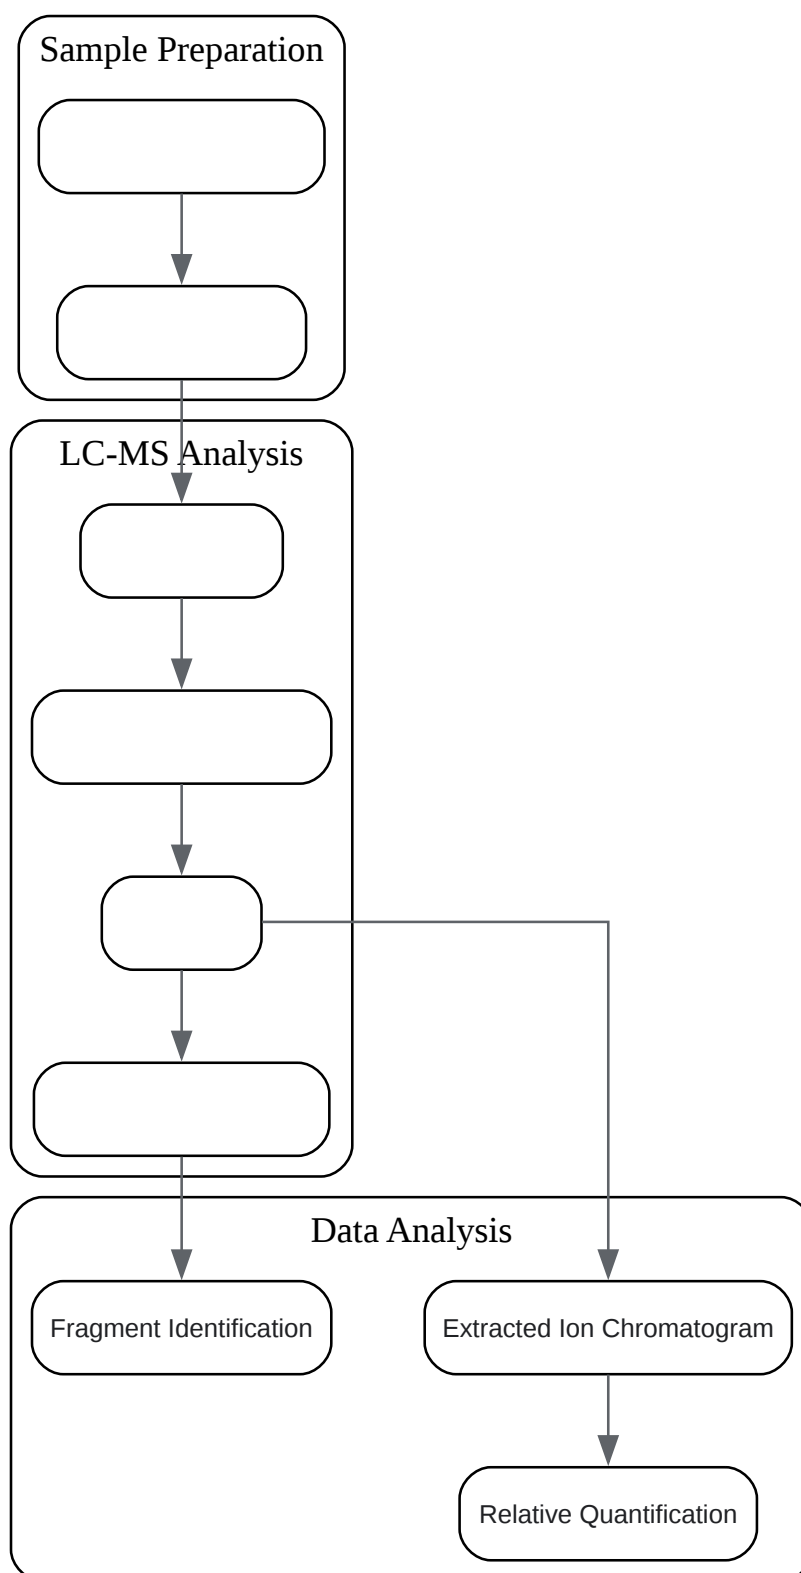 Sample Preparation
LC-MS Analysis
Data Analysis
Fragment Identification
Extracted Ion Chromatogram
Relative Quantification